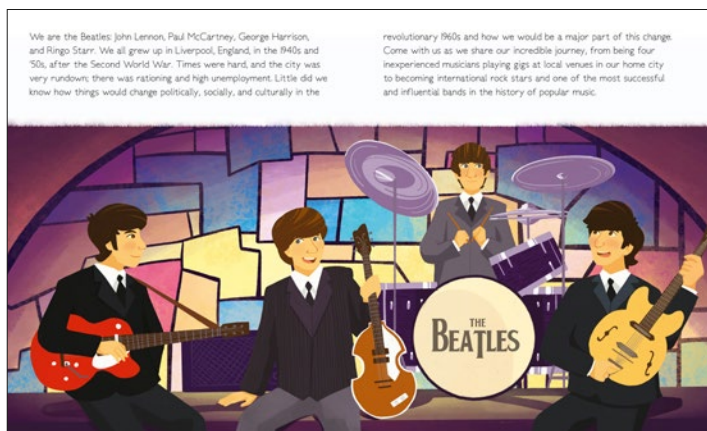 We are the Beatles: John Lennon, Paul McCartney, George Harrison,
and Ringo Starr. We all grew up in Liverpool, England, in the 1940s and
'50s, after the Second World War. Times were hard, and the city was
very rundown; there was rationing and high unemployment. Little did we
know how things would change politically, socially, and culturally in the
revolutionary 1960s and how we would be a major part of this change.
Come with us as we share our incredible journey, from being four
inexperienced musicians playing gigs at local venues in our home city
to becoming international rock stars and one of the most successful
and influential bands in the history of popular music.
THE
BEATLES